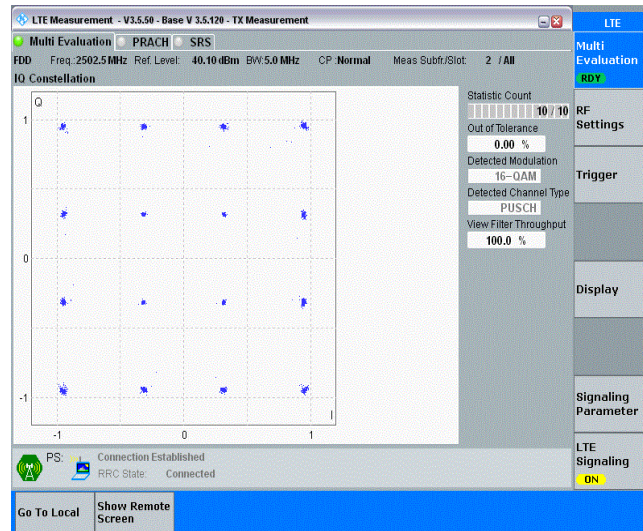 LTE Measurement - V3.5.50 - Base V 3.5.120 - TX Measurement
LTE
Multi Evaluation PRACH SRS
Multi Evaluation
RDY
FDD Freq.:2502.5 MHz Ref. Level: 40.10 dBm BW:5.0 MHz CP :Normal Meas Subfr./Slot: 2 / All
IQ Constellation
Q
1
0
-1
-1 0 1
I
Statistic Count
10 / 10
Out of Tolerance
0.00 %
Detected Modulation
16-QAM
Detected Channel Type
PUSCH
View Filter Throughput
100.0 %
RF
Settings
Trigger
Display
Signaling
Parameter
LTE
Signaling
ON
PS: Connection Established
RRC State: Connected
A
Go To Local
Show Remote
Screen